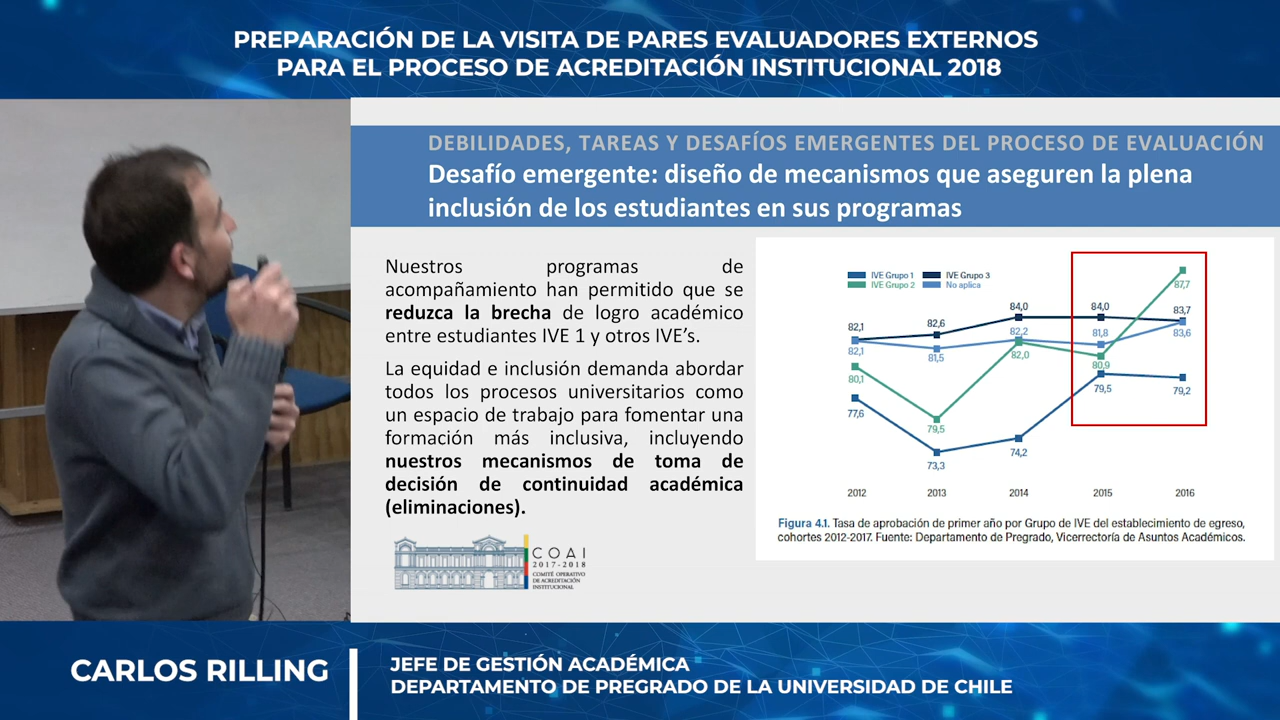 PREPARACIÓN DE LA VISITA DE PARES EVALUADORES EXTERNOS
PARA EL PROCESO DE ACREDITACIÓN INSTITUCIONAL 2018
DEBILIDADES, TAREAS Y DESAFÍOS EMERGENTES DEL PROCESO DE EVALUACIÓN
Desafío emergente: diseño de mecanismos que aseguren la plena
inclusión de los estudiantes en sus programas
Nuestros programas de
acompañamiento han permitido que se
reduzca la brecha de logro académico
entre estudiantes IVE 1 y otros IVE's.
La equidad e inclusión demanda abordar
todos los procesos universitarios como
un espacio de trabajo para fomentar una
formación más inclusiva, incluyendo
nuestros mecanismos de toma de
decisión de continuidad académica
(eliminaciones).
COAI
2017-2018
COMITÉ OPERATIVO
DE ACREDITACIÓN
INSTITUCIONAL
IVE Grupo 1 IVE Grupo 3
IVE Grupo 2 No aplica
82,1 82,6 84,0 84,0 83,7
82,1 81,5 82,2 81,8 83,6
80,1 79,5 82,0 80,9 87,7
77,6 73,3 74,2 79,5 79,2
2012 2013 2014 2015 2016
Figura 4.1. Tasa de aprobación de primer año por Grupo de IVE del establecimiento de egreso,
cohortes 2012-2017. Fuente: Departamento de Pregrado, Vicerrectoría de Asuntos Académicos.
CARLOS RILLING
JEFE DE GESTIÓN ACADÉMICA
DEPARTAMENTO DE PREGRADO DE LA UNIVERSIDAD DE CHILE